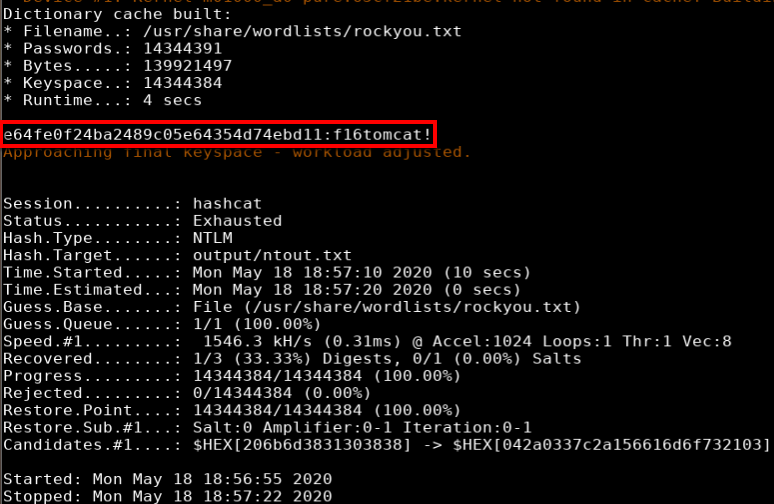 Dictionary cache built:
* Filename..: /usr/share/wordlists/rockyou.txt
* Passwords.: 14344391
* Bytes.....: 139921497
* Keyspace..: 14344384
* Runtime...: 4 secs
e64fe0f24ba2489c05e64354d74ebd11:f16tomcat!
Approaching final keyspace - workload adjusted.
Session..........: hashcat
Status...........: Exhausted
Hash.Type........: NTLM
Hash.Target......: output/ntout.txt
Time.Started.....: Mon May 18 18:57:10 2020 (10 secs)
Time.Estimated...: Mon May 18 18:57:20 2020 (0 secs)
Guess.Base.......: File (/usr/share/wordlists/rockyou.txt)
Guess.Queue......: 1/1 (100.00%)
Speed.#1.........:  1546.3 kH/s (0.31ms) @ Accel:1024 Loops:1 Thr:1 Vec:8
Recovered........: 1/3 (33.33%) Digests, 0/1 (0.00%) Salts
Progress.........: 14344384/14344384 (100.00%)
Rejected.........: 0/14344384 (0.00%)
Restore.Point....: 14344384/14344384 (100.00%)
Restore.Sub.#1...: Salt:0 Amplifier:0-1 Iteration:0-1
Candidates.#1....: $HEX[206b6d3831303838] -> $HEX[042a0337c2a156616d6f732103]
Started: Mon May 18 18:56:55 2020
Stopped: Mon May 18 18:57:22 2020